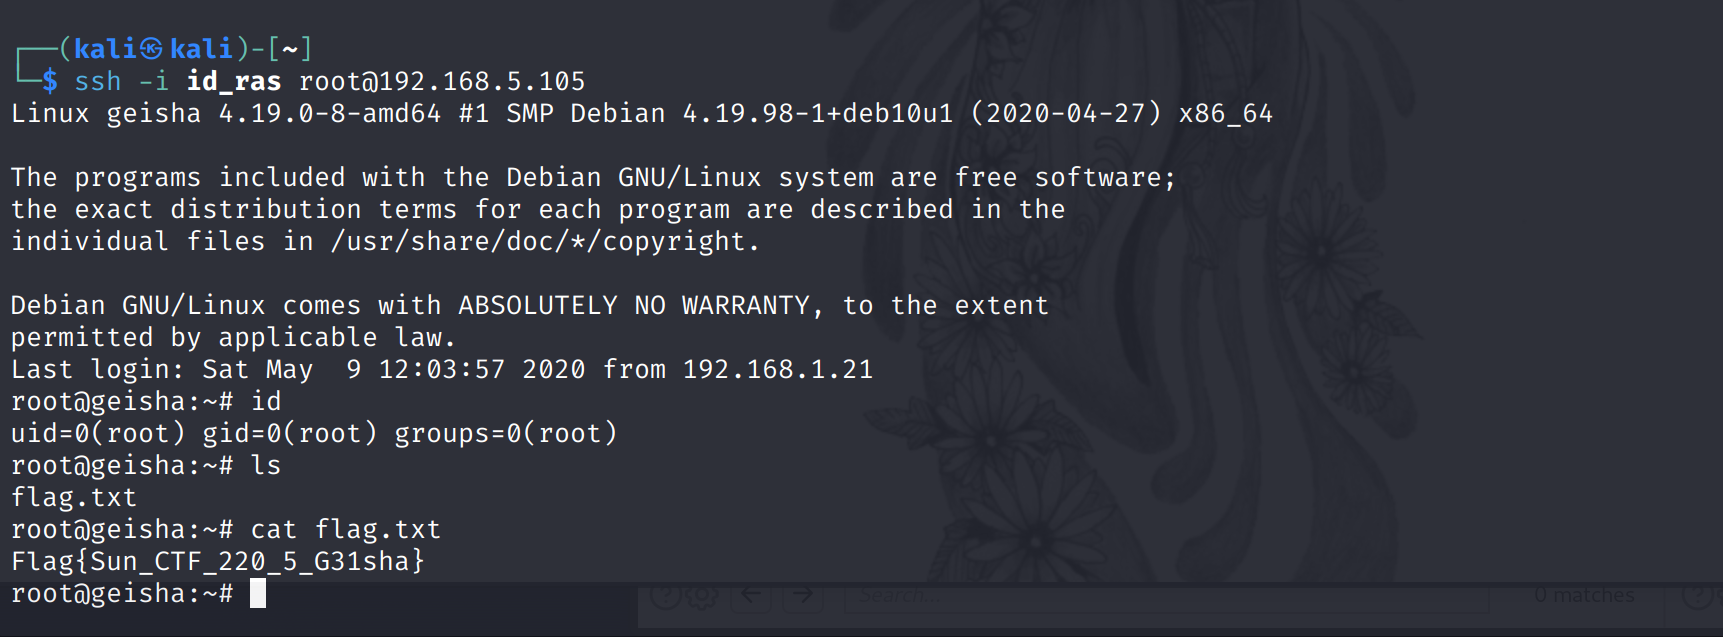 ┌──(kali㉿kali)-[~]
└─$ ssh -i id_ras root@192.168.5.105
Linux geisha 4.19.0-8-amd64 #1 SMP Debian 4.19.98-1+deb10u1 (2020-04-27) x86_64
The programs included with the Debian GNU/Linux system are free software;
the exact distribution terms for each program are described in the
individual files in /usr/share/doc/*/copyright.
Debian GNU/Linux comes with ABSOLUTELY NO WARRANTY, to the extent
permitted by applicable law.
Last login: Sat May  9 12:03:57 2020 from 192.168.1.21
root@geisha:~# id
uid=0(root) gid=0(root) groups=0(root)
root@geisha:~# ls
flag.txt
root@geisha:~# cat flag.txt
Flag{Sun_CTF_220_5_G31sha}
root@geisha:~#
Search... 0 matches